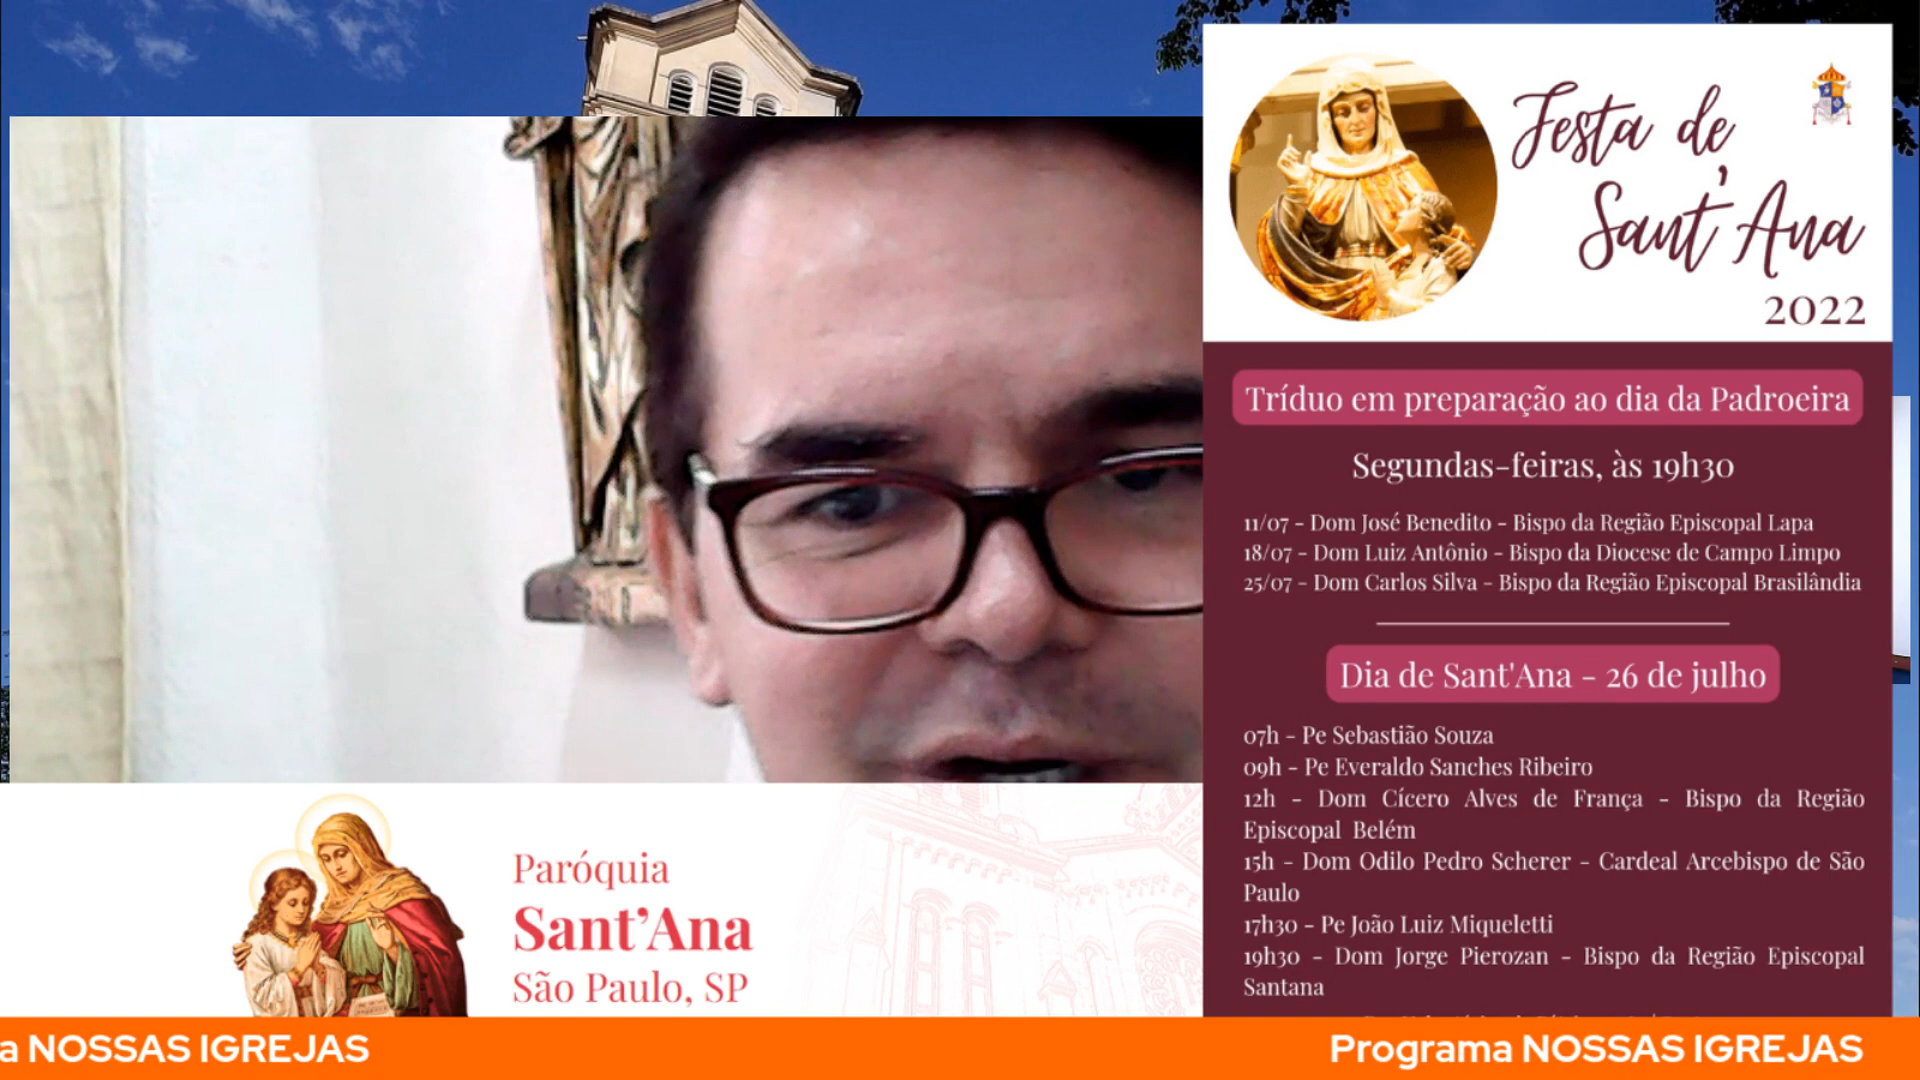 Festa de
Sant'Ana
2022
Tríduo em preparação ao dia da Padroeira
Segundas-feiras, às 19h30
11/07 - Dom José Benedito - Bispo da Região Episcopal Lapa
18/07 - Dom Luiz Antônio - Bispo da Diocese de Campo Limpo
25/07 - Dom Carlos Silva - Bispo da Região Episcopal Brasilândia
Dia de Sant'Ana - 26 de julho
07h - Pe Sebastião Souza
09h - Pe Everaldo Sanches Ribeiro
12h - Dom Cícero Alves de França - Bispo da Região
Episcopal Belém
15h - Dom Odilo Pedro Scherer - Cardeal Arcebispo de São
Paulo
17h30 - Pe João Luiz Miqueletti
19h30 - Dom Jorge Pierozan - Bispo da Região Episcopal
Santana
Paróquia
Sant'Ana
São Paulo, SP
a NOSSAS IGREJAS
Programa NOSSAS IGREJAS